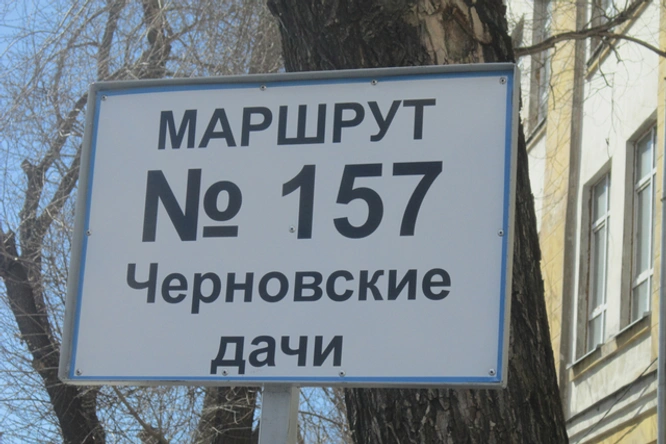 МАРШРУТ
№ 157
Черновские
дачи